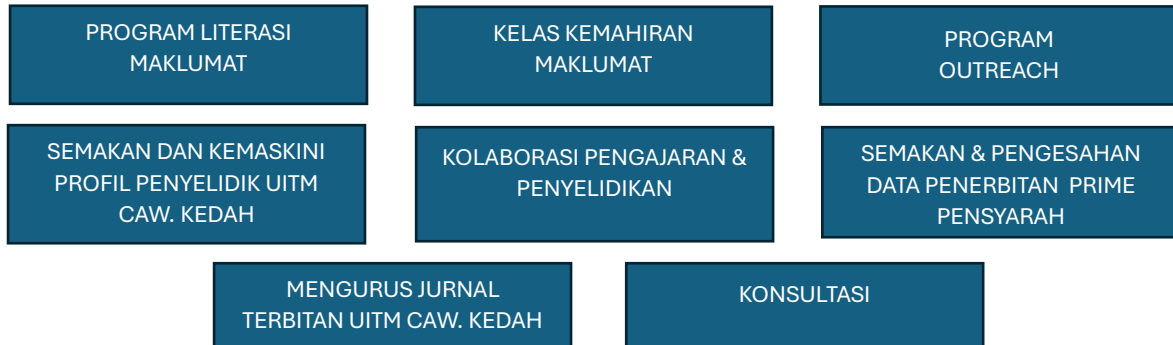 PROGRAM LITERASI
MAKLUMAT
KELAS KEMAHIRAN
MAKLUMAT
PROGRAM
OUTREACH
SEMAKAN DAN KEMASKINI
PROFIL PENYELIDIK UITM
CAW. KEDAH
KOLABORASI PENGAJARAN &
PENYELIDIKAN
SEMAKAN & PENGESAHAN
DATA PENERBITAN PRIME
PENSYARAH
MENGURUS JURNAL
TERBITAN UITM CAW. KEDAH
KONSULTASI